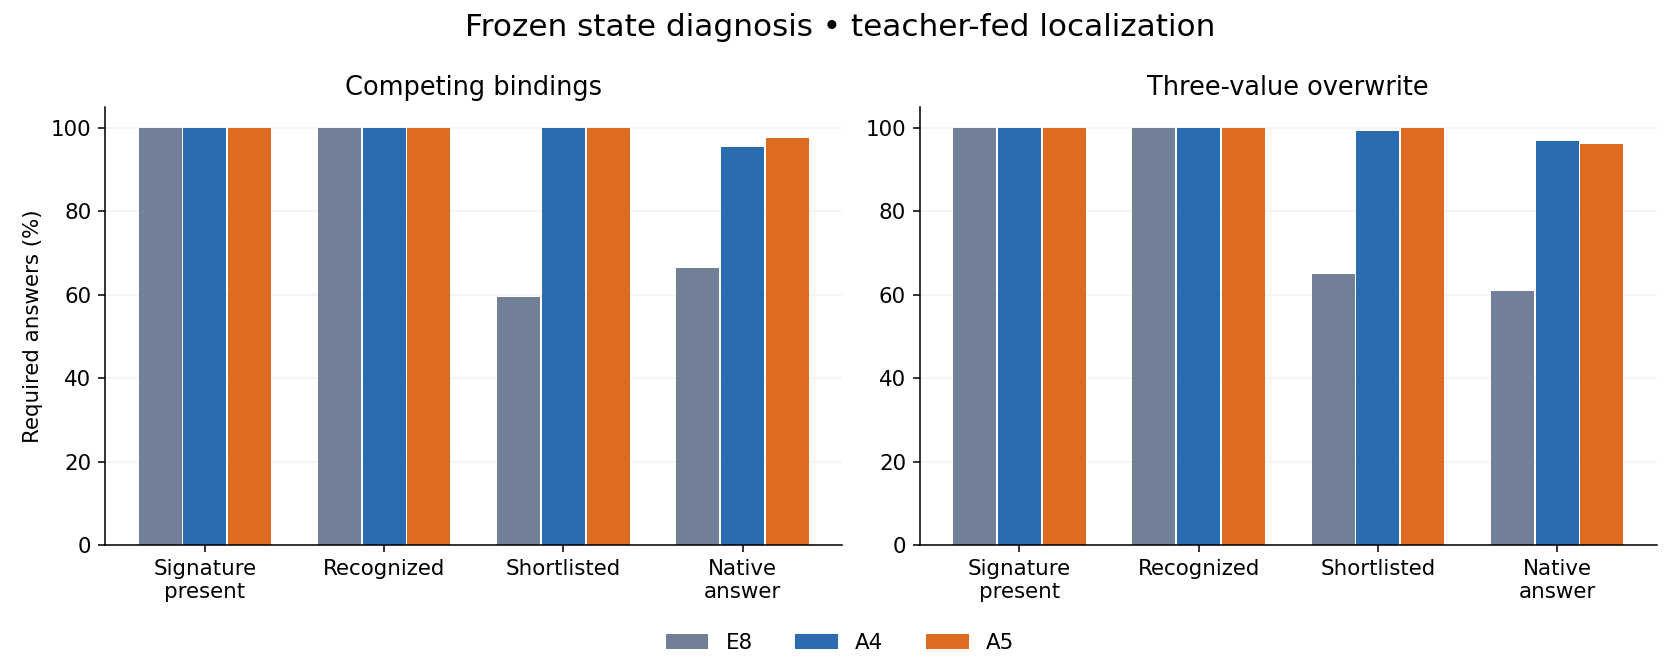 Frozen state diagnosis • teacher-fed localization
Competing bindings
Required answers (%)
100
80
60
40
20
0
Signature
present
Recognized
Shortlisted
Native
answer
Three-value overwrite
100
80
60
40
20
0
Signature
present
Recognized
Shortlisted
Native
answer
E8
A4
A5